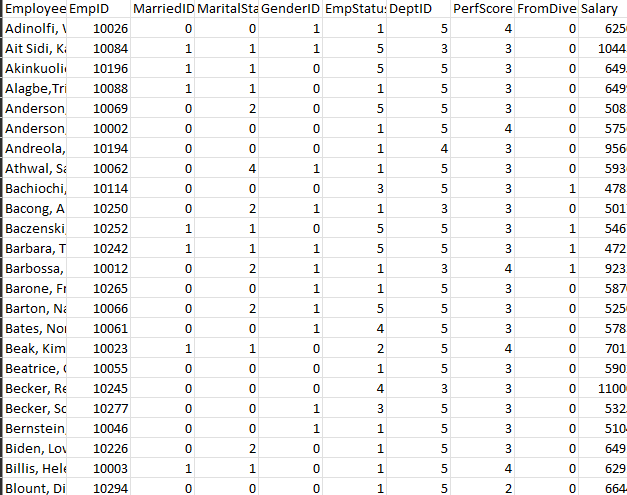 Employee EmpID MarriedID MaritalSta GenderID EmpStatus DeptID PerfScore FromDive Salary
Adinolfi, 10026 0 0 1 1 5 4 0 625
Ait Sidi, Ka 10084 1 1 1 5 3 3 0 1044
Akinkuolie 10196 1 1 0 5 5 3 0 649
Alagbe,Tri 10088 1 1 0 1 5 3 0 649
Anderson, 10069 0 2 0 5 5 3 0 508
Anderson, 10002 0 0 0 1 5 4 0 575
Andreola, 10194 0 0 0 1 4 3 0 956
Athwal, Sa 10062 0 4 1 1 5 3 0 593
Bachiochi, 10114 0 0 0 3 5 3 1 478
Bacong, A 10250 0 2 1 1 3 3 0 501
Baczenski, 10252 1 1 0 5 5 3 1 546
Barbara, T 10242 1 1 1 5 5 3 1 472
Barbossa, 10012 0 2 1 1 3 4 1 923
Barone, Fr 10265 0 0 1 1 5 3 0 587
Barton, Na 10066 0 2 1 5 5 3 0 525
Bates, Nor 10061 0 0 1 4 5 3 0 578
Beak, Kim 10023 1 1 0 2 5 4 0 701
Beatrice, 10055 0 0 0 1 5 3 0 590
Becker, Re 10245 0 0 0 4 3 3 0 1100
Becker, Sc 10277 0 0 1 3 5 3 0 532
Bernstein, 10046 0 0 1 1 5 3 0 510
Biden, Lov 10226 0 2 0 1 5 3 0 649
Billis, Hele 10003 1 1 0 1 5 4 0 629
Blount, Di 10294 0 0 0 1 5 2 0 664